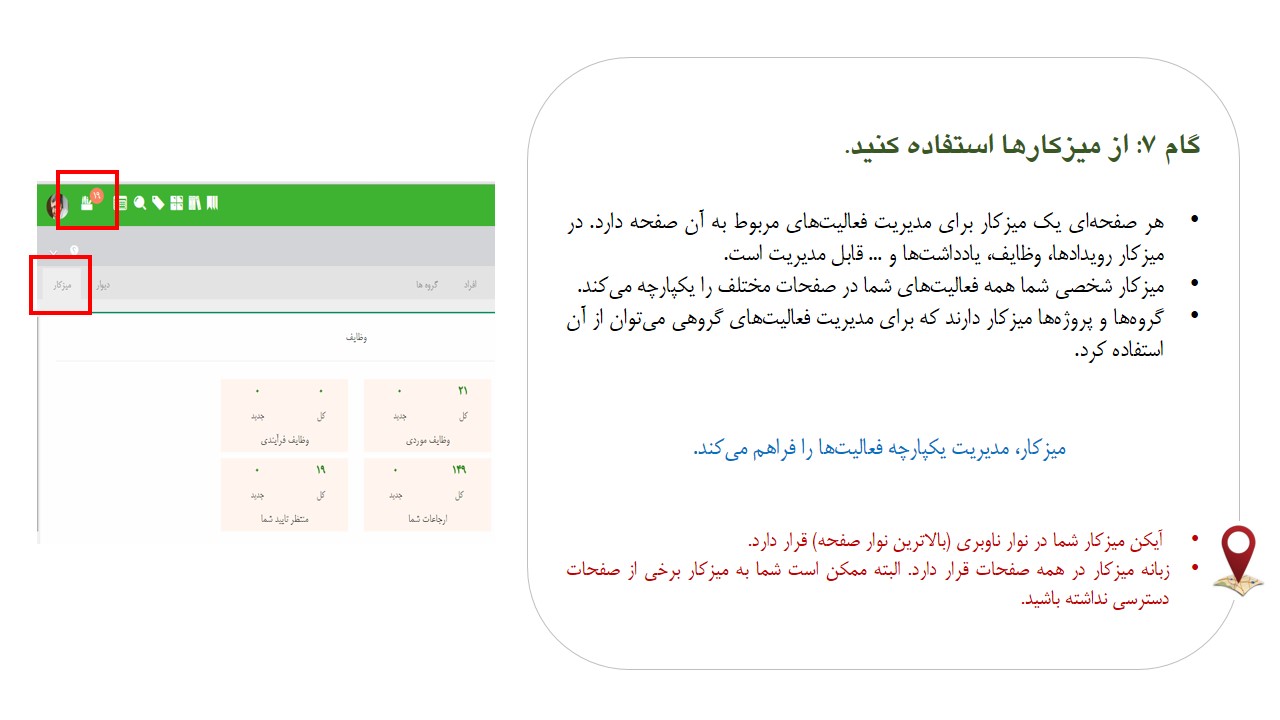 گام ۷: از میزکارها استفاده کنید.
• هر صفحه‌ای یک میزکار برای مدیریت فعالیت‌های مربوط به آن صفحه دارد. در
میزکار رویدادها، وظایف، یادداشت‌ها و ... قابل مدیریت است.
• میزکار شخصی شما همه فعالیت‌های شما در صفحات مختلف را یکپارچه می‌کند.
• گروه‌ها و پروژه‌ها میزکار دارند که برای مدیریت فعالیت‌های گروهی می‌توان از آن
استفاده کرد.
میزکار، مدیریت یکپارچه فعالیت‌ها را فراهم می‌کند.
• آیکن میزکار شما در نوار ناوبری (بالاترین نوار صفحه) قرار دارد.
• زبانه میزکار در همه صفحات قرار دارد. البته ممکن است شما به میزکار برخی از صفحات
دسترسی نداشته باشید.
افراد گروه ها دیوار میزکار
وظایف
۲۱ ۰ ۰ ۰
کل جدید کل جدید
وظایف موردی وظایف فرآیندی
۱۴۹ ۰ ۱۹ ۰
کل جدید کل جدید
ارجاعات شما منتظر تایید شما